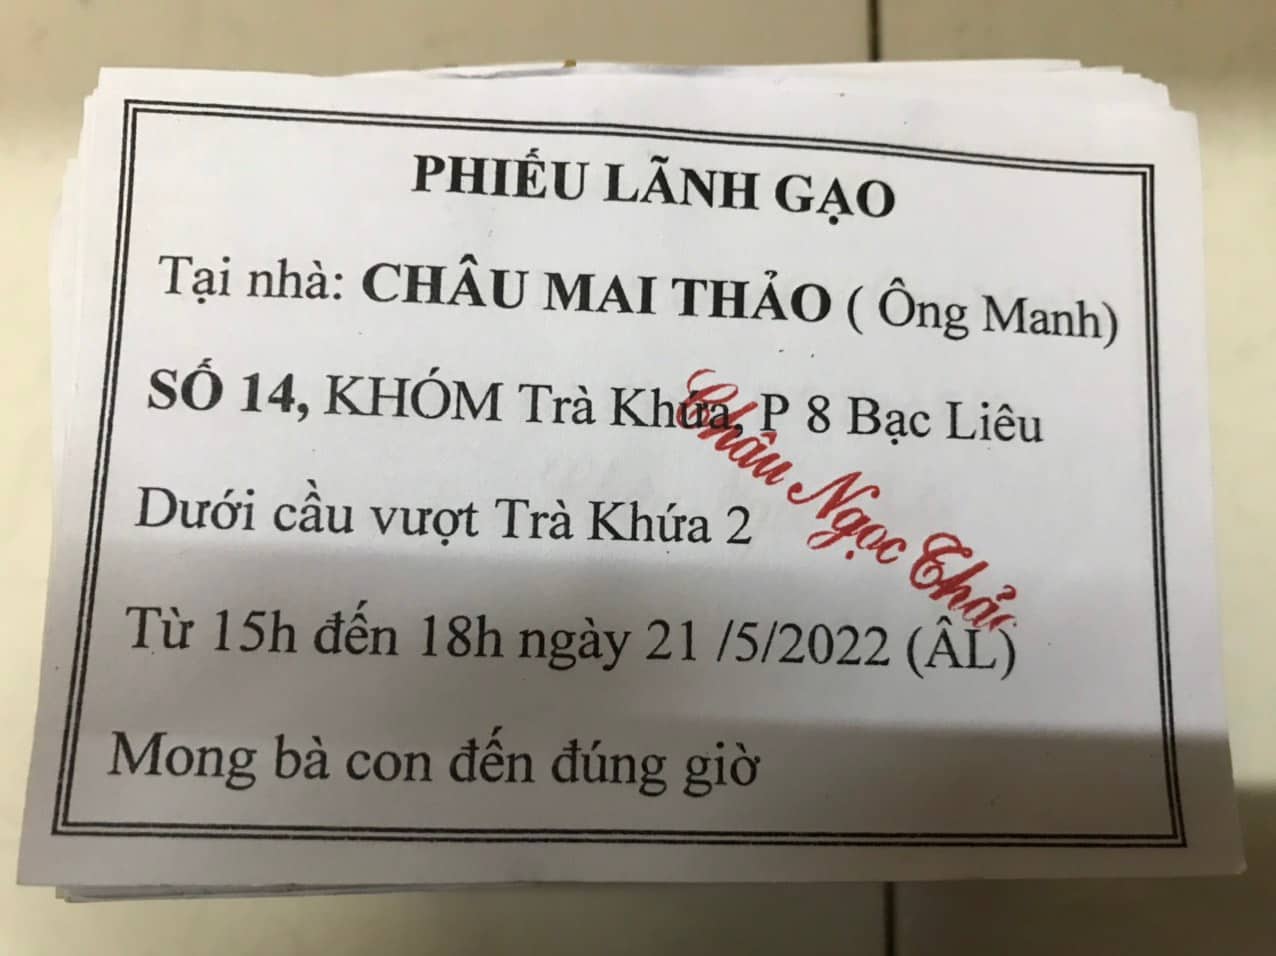 PHIẾU LÃNH GẠO
Tại nhà: CHÂU MAI THẢO ( Ông Manh)
SỐ 14, KHÓM Trà Khứa, P 8 Bạc Liêu
Châu Ngọc Thảo
Dưới cầu vượt Trà Khứa 2
Từ 15h đến 18h ngày 21 /5/2022 (ÂL)
Mong bà con đến đúng giờ